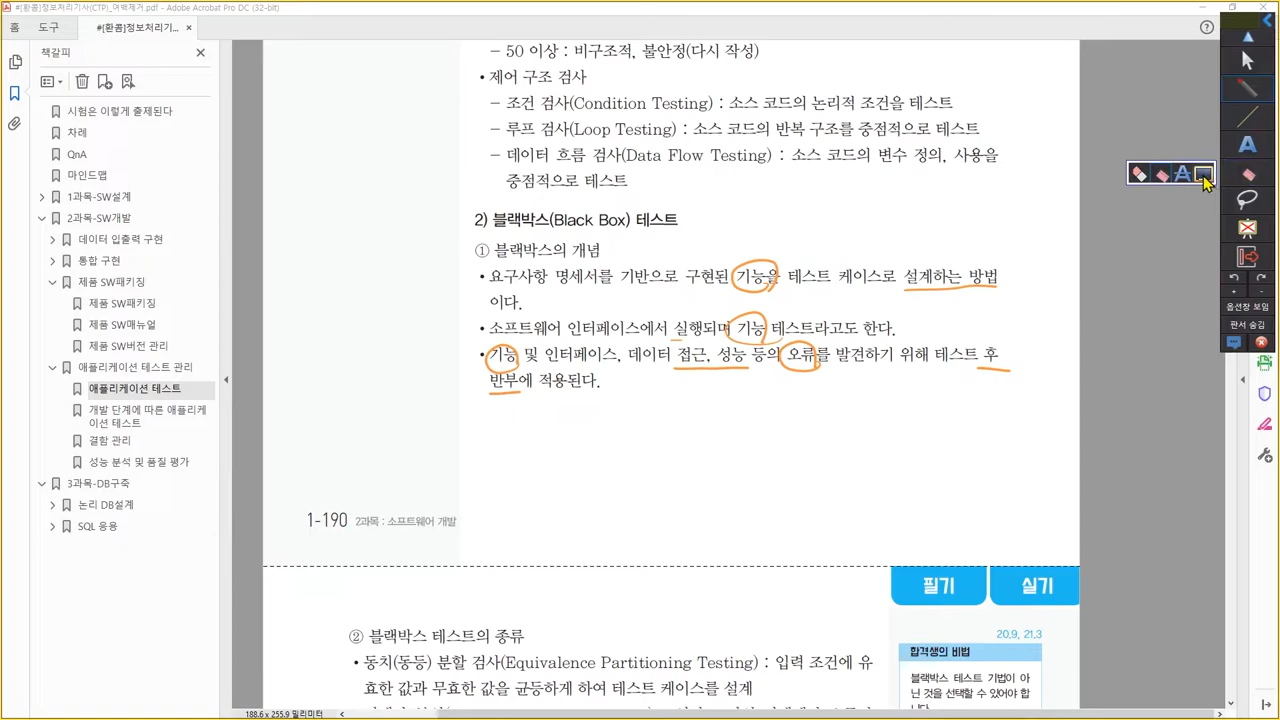 #[환콤]정보처리기사(CTP)_여백제거.pdf - Adobe Acrobat Pro DC (32-bit)
홈 도구 #[환콤]정보처리기... ×
책갈피
시험은 이렇게 출제된다
차례
QnA
마인드맵
1과목-SW설계
2과목-SW개발
데이터 입출력 구현
통합 구현
제품 SW패키징
제품 SW패키징
제품 SW매뉴얼
제품 SW버전 관리
애플리케이션 테스트 관리
애플리케이션 테스트
개발 단계에 따른 애플리케
이션 테스트
결함 관리
성능 분석 및 품질 평가
3과목-DB구축
논리 DB설계
SQL 응용
– 50 이상 : 비구조적, 불안정(다시 작성)
• 제어 구조 검사
– 조건 검사(Condition Testing) : 소스 코드의 논리적 조건을 테스트
– 루프 검사(Loop Testing) : 소스 코드의 반복 구조를 중점적으로 테스트
– 데이터 흐름 검사(Data Flow Testing) : 소스 코드의 변수 정의, 사용을
중점적으로 테스트
2) 블랙박스(Black Box) 테스트
① 블랙박스의 개념
• 요구사항 명세서를 기반으로 구현된 기능을 테스트 케이스로 설계하는 방법
이다.
• 소프트웨어 인터페이스에서 실행되며 기능 테스트라고도 한다.
• 기능 및 인터페이스, 데이터 접근, 성능 등의 오류를 발견하기 위해 테스트 후
반부에 적용된다.
1-190 2과목 : 소프트웨어 개발
필기 실기
② 블랙박스 테스트의 종류
• 동치(동등) 분할 검사(Equivalence Partitioning Testing) : 입력 조건에 유
효한 값과 무효한 값을 균등하게 하여 테스트 케이스를 설계
20.9, 21.3
합격생의 비법
블랙박스 테스트 기법이 아
닌 것을 선택할 수 있어야 합
니다.
188.6 x 255.9 밀리미터
옵션창 보임
판서 숨김